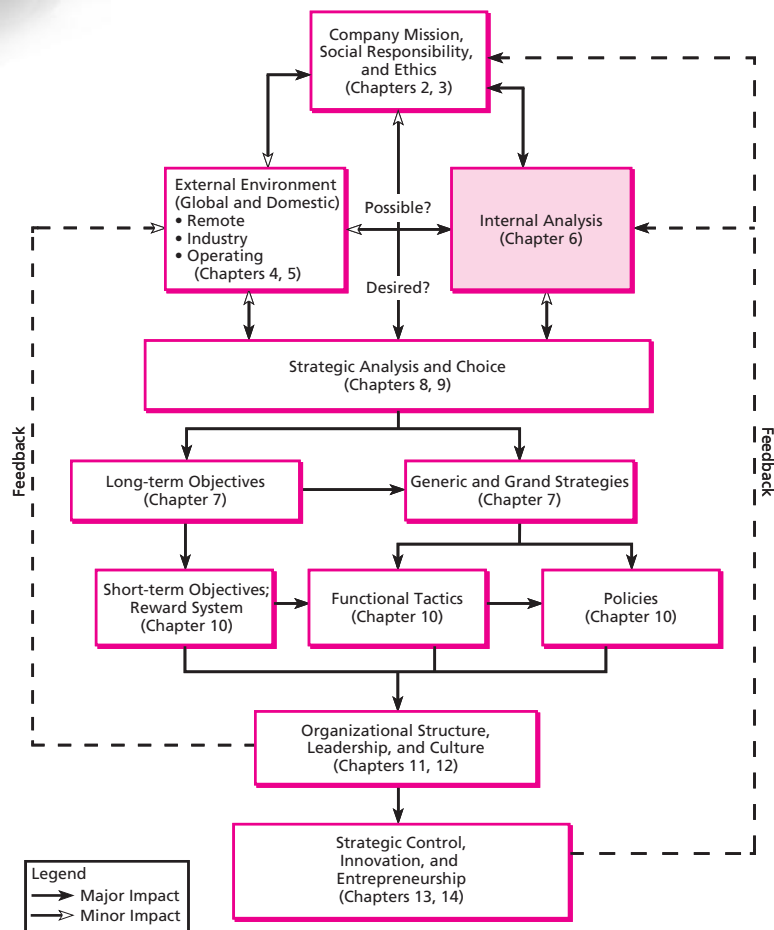 Company Mission,
Social Responsibility,
and Ethics
(Chapters 2, 3)
External Environment
(Global and Domestic)
• Remote
• Industry
• Operating
(Chapters 4, 5)
Possible?
Desired?
Internal Analysis
(Chapter 6)
Strategic Analysis and Choice
(Chapters 8, 9)
Feedback
Feedback
Long-term Objectives
(Chapter 7)
Generic and Grand Strategies
(Chapter 7)
Short-term Objectives;
Reward System
(Chapter 10)
Functional Tactics
(Chapter 10)
Policies
(Chapter 10)
Organizational Structure,
Leadership, and Culture
(Chapters 11, 12)
Strategic Control,
Innovation, and
Entrepreneurship
(Chapters 13, 14)
Legend
Major Impact
Minor Impact